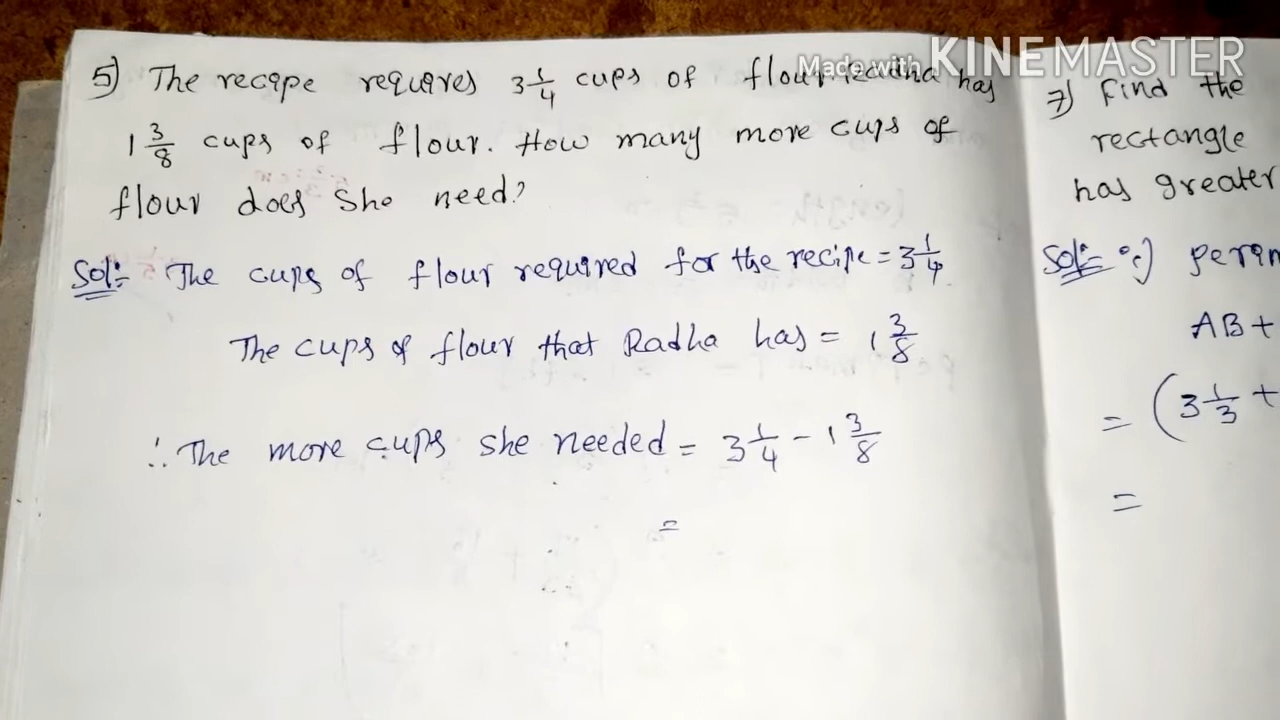 5) The recipe requires 3 1/4 cups of flour Radha has
1 3/8 cups of flour. How many more cups of
flour does she need?
Sol:- The cups of flour required for the recipe = 3 1/4
The cups of flour that Radha has = 1 3/8
∴ The more cups she needed = 3 1/4 - 1 3/8
=
Made with KINEMASTER
7) Find the
rectangle
has greater
Sol:- i)
AB +
= (3 1/3 +
=